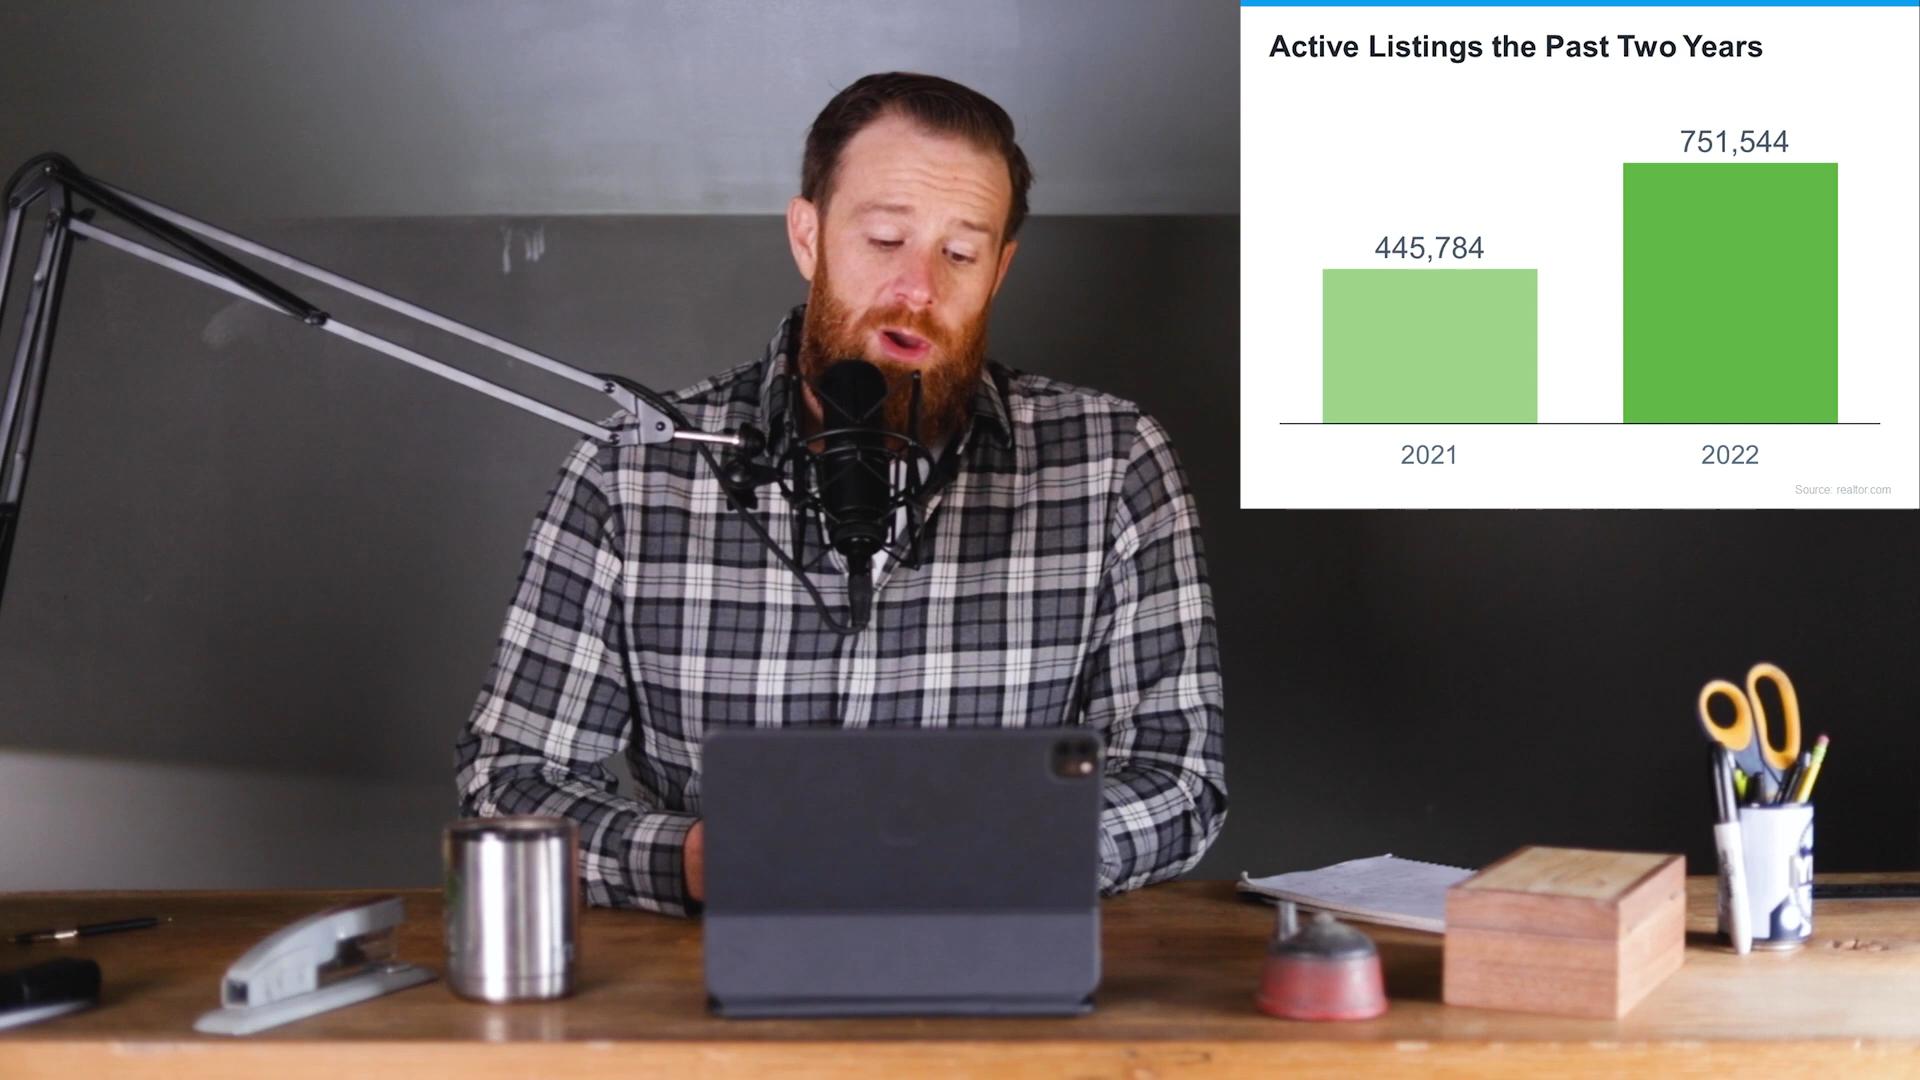 Active Listings the Past Two Years
751,544
445,784
2021
2022
Source: realtor.com